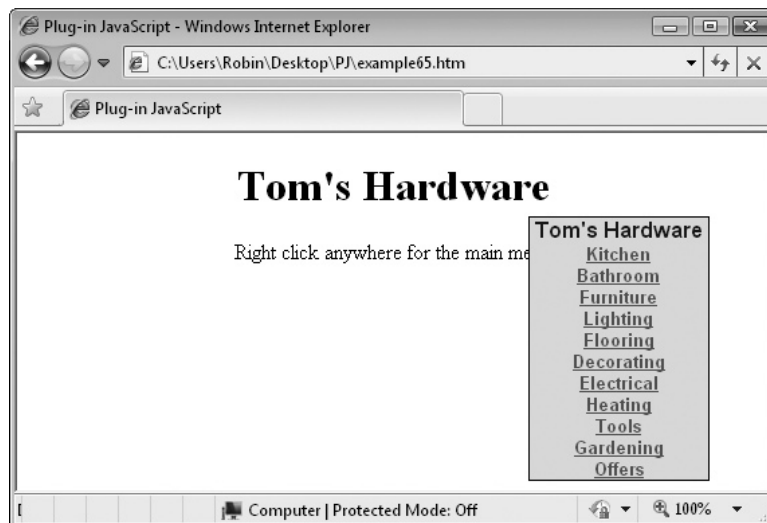 Plug-in JavaScript - Windows Internet Explorer
C:\Users\Robin\Desktop\PJ\example65.htm
Plug-in JavaScript
Tom's Hardware
Right click anywhere for the main me
Tom's Hardware
Kitchen
Bathroom
Furniture
Lighting
Flooring
Decorating
Electrical
Heating
Tools
Gardening
Offers
Computer | Protected Mode: Off
100%